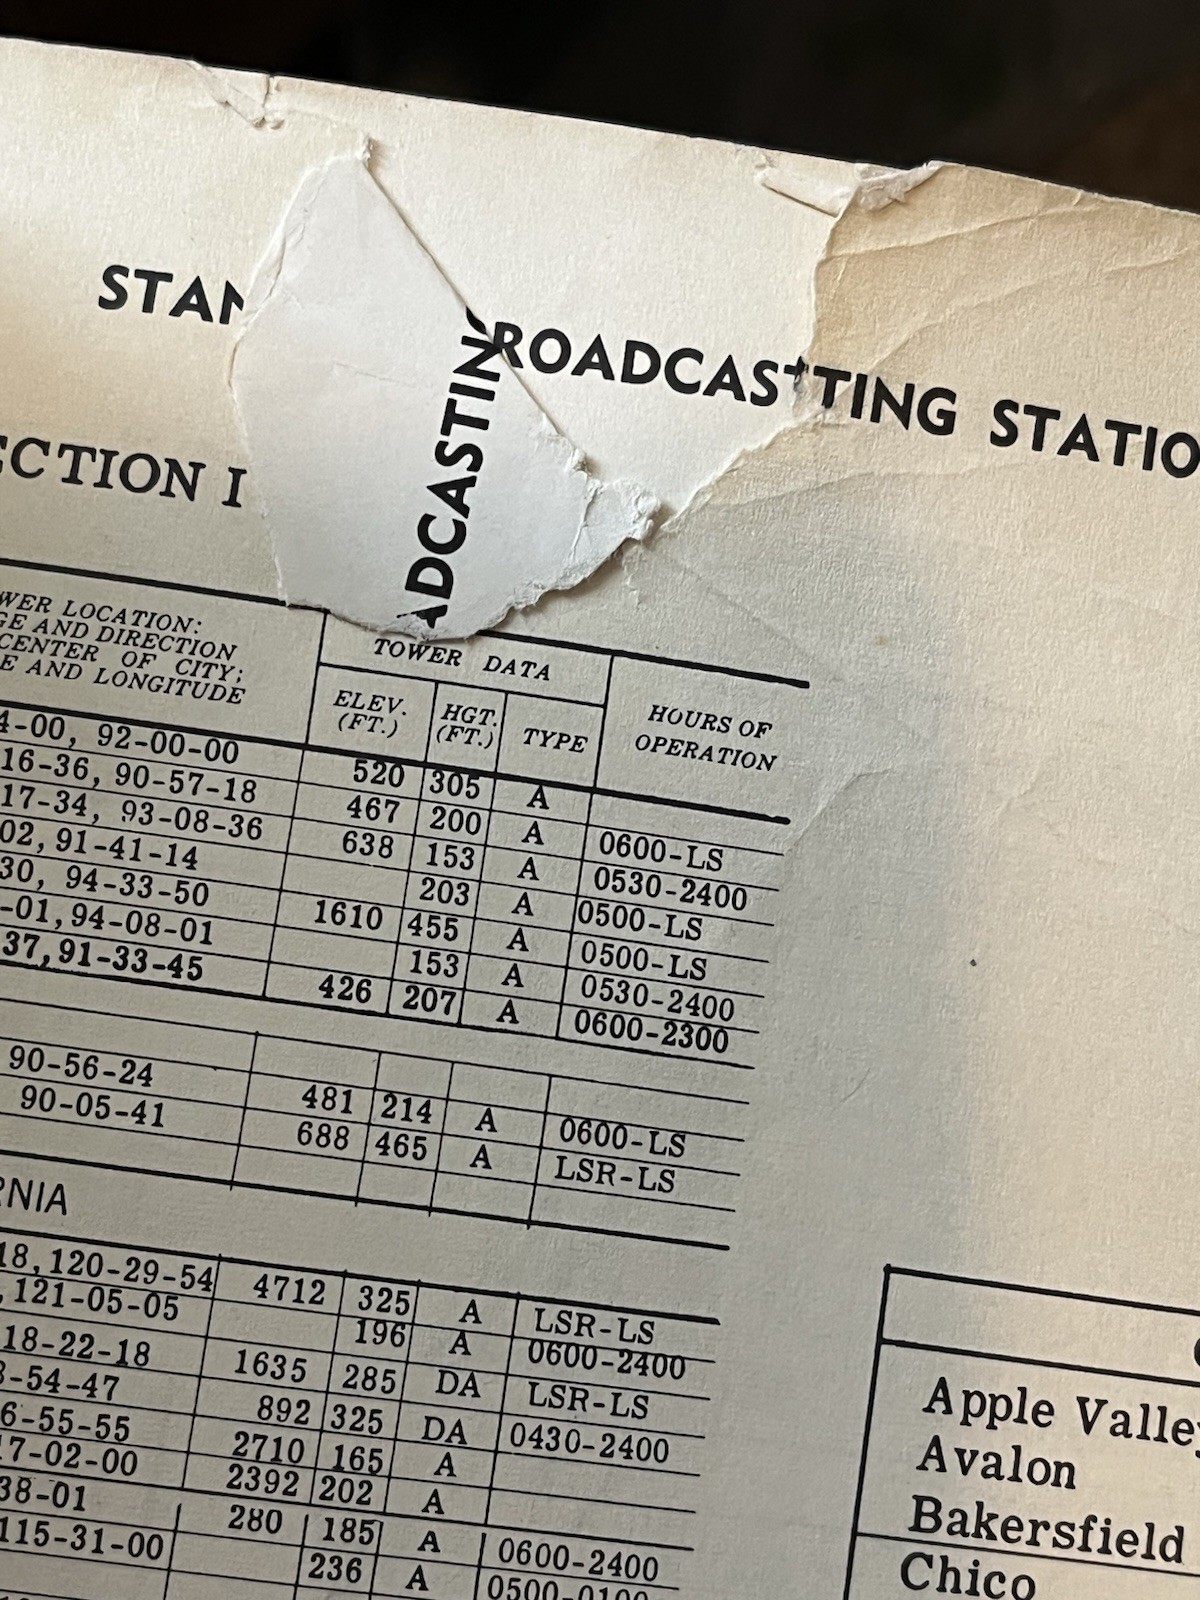 STAN ROADCASTTING STATIO
ADCASTIN
ECTION I
WER LOCATION:
GE AND DIRECTION
CENTER OF CITY;
E AND LONGITUDE
TOWER DATA
ELEV. (FT.)
HGT. (FT.)
TYPE
HOURS OF OPERATION
4-00, 92-00-00 520 305 A
16-36, 90-57-18 467 200 A 0600-LS
17-34, 93-08-36 638 153 A 0530-2400
02, 91-41-14 203 A 0500-LS
30, 94-33-50 1610 455 A 0500-LS
-01,94-08-01 153 A 0530-2400
37,91-33-45 426 207 A 0600-2300
90-56-24 481 214 A 0600-LS
90-05-41 688 465 A LSR-LS
RNIA
18,120-29-54 4712 325 A LSR-LS
,121-05-05 196 A 0600-2400
18-22-18 1635 285 DA LSR-LS
3-54-47 892 325 DA 0430-2400
6-55-55 2710 165 A
17-02-00 2392 202 A
38-01 280 185 A 0600-2400
115-31-00 236 A 0500-0100
Apple Valley
Avalon
Bakersfield
Chico